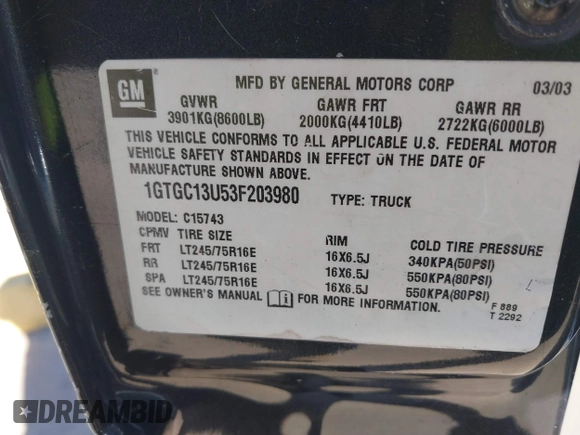 GM
MFD BY GENERAL MOTORS CORP 03/03
GVWR GAWR FRT GAWR RR
3901KG(8600LB) 2000KG(4410LB) 2722KG(6000LB)
THIS VEHICLE CONFORMS TO ALL APPLICABLE U.S. FEDERAL MOTOR
VEHICLE SAFETY STANDARDS IN EFFECT ON THE DATE OF
MANUFACTURE SHOWN ABOVE.
1GTGC13U53F203980 TYPE: TRUCK
MODEL: C15743
CPMV TIRE SIZE RIM COLD TIRE PRESSURE
FRT LT245/75R16E 16X6.5J 340KPA(50PSI)
RR LT245/75R16E 16X6.5J 550KPA(80PSI)
SPA LT245/75R16E 16X6.5J 550KPA(80PSI)
SEE OWNER'S MANUAL FOR MORE INFORMATION.
F 889
T 2292
DREAMBID